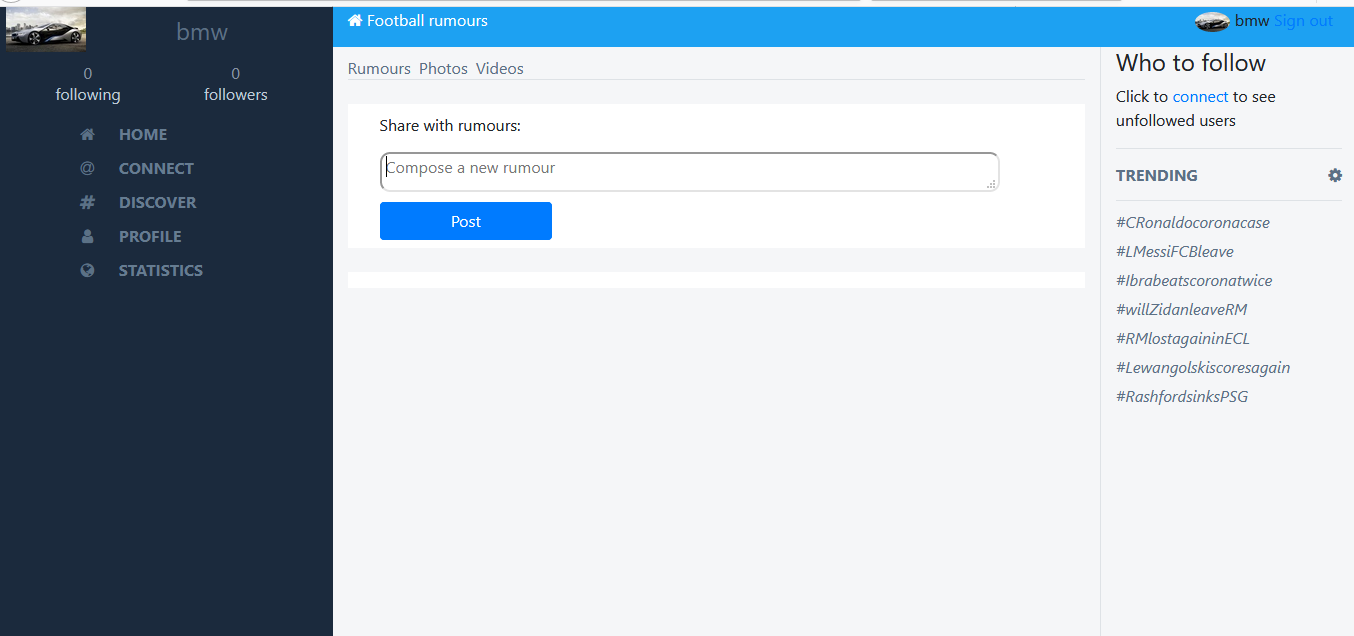 bmw
0
following
0
followers
HOME
@ CONNECT
# DISCOVER
PROFILE
STATISTICS
Football rumours
bmw Sign out
Rumours Photos Videos
Share with rumours:
Compose a new rumour
Post
Who to follow
Click to connect to see
unfollowed users
TRENDING
#CRonaldocoronacase
#LMessiFCBleave
#Ibrabeatscoronatwice
#willZidanleaveRM
#RMlostagaininECL
#Lewangolskiscoresagain
#RashfordsinksPSG